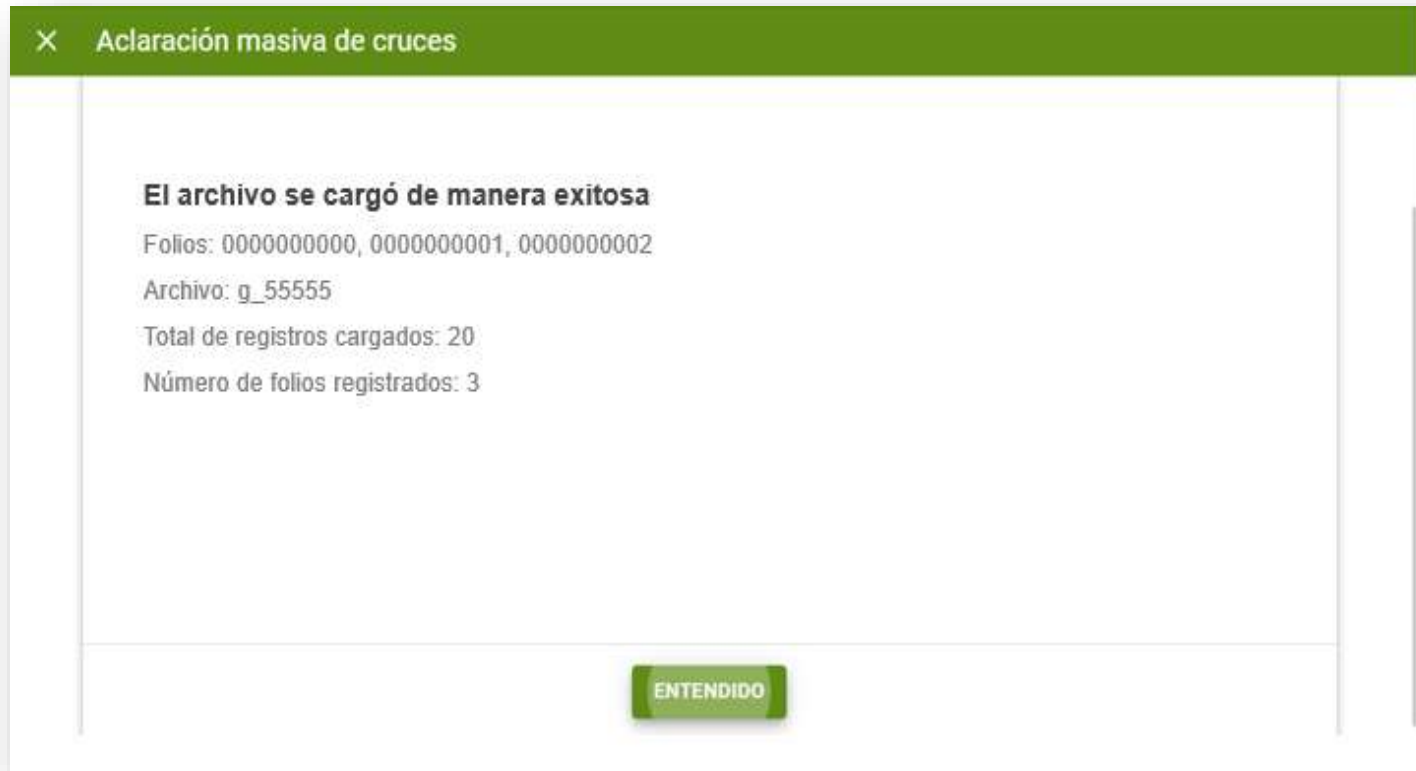 Aclaración masiva de cruces
El archivo se cargó de manera exitosa
Folios: 0000000000, 0000000001, 0000000002
Archivo: g_55555
Total de registros cargados: 20
Número de folios registrados: 3
ENTENDIDO